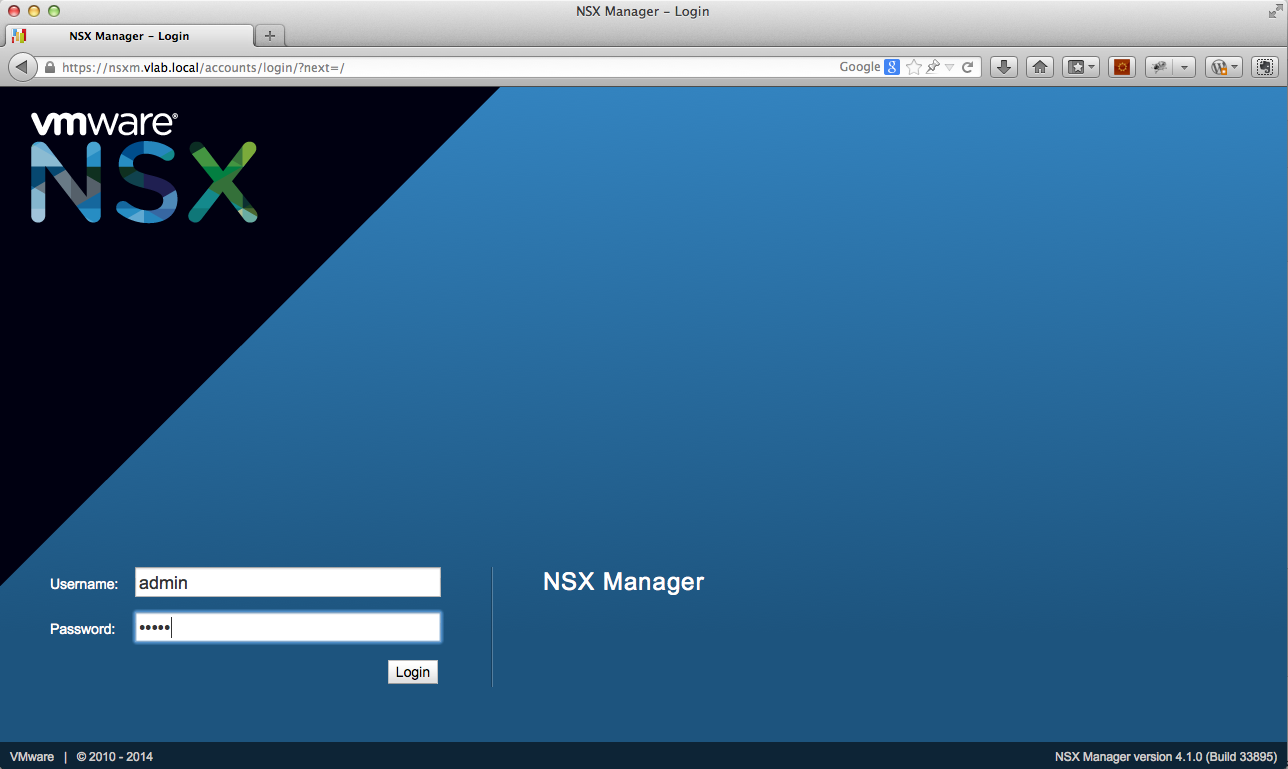 NSX Manager – Login
NSX Manager – Login
https://nsxm.vlab.local/accounts/login/?next=/
Google
8
vmware®
NSX
Username: admin
NSX Manager
Password: •••••
Login
VMware | © 2010 - 2014
NSX Manager version 4.1.0 (Build 33895)